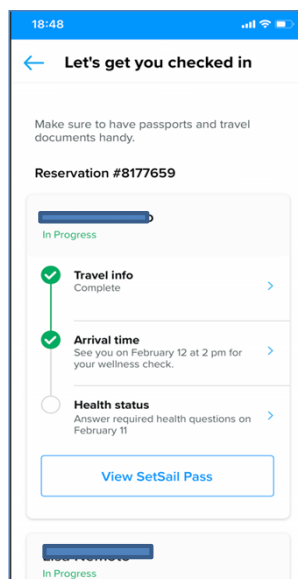 18:48
Let's get you checked in
Make sure to have passports and travel
documents handy.
Reservation #8177659
In Progress
Travel info
Complete
Arrival time
See you on February 12 at 2 pm for
your wellness check.
Health status
Answer required health questions on
February 11
View SetSail Pass
In Progress